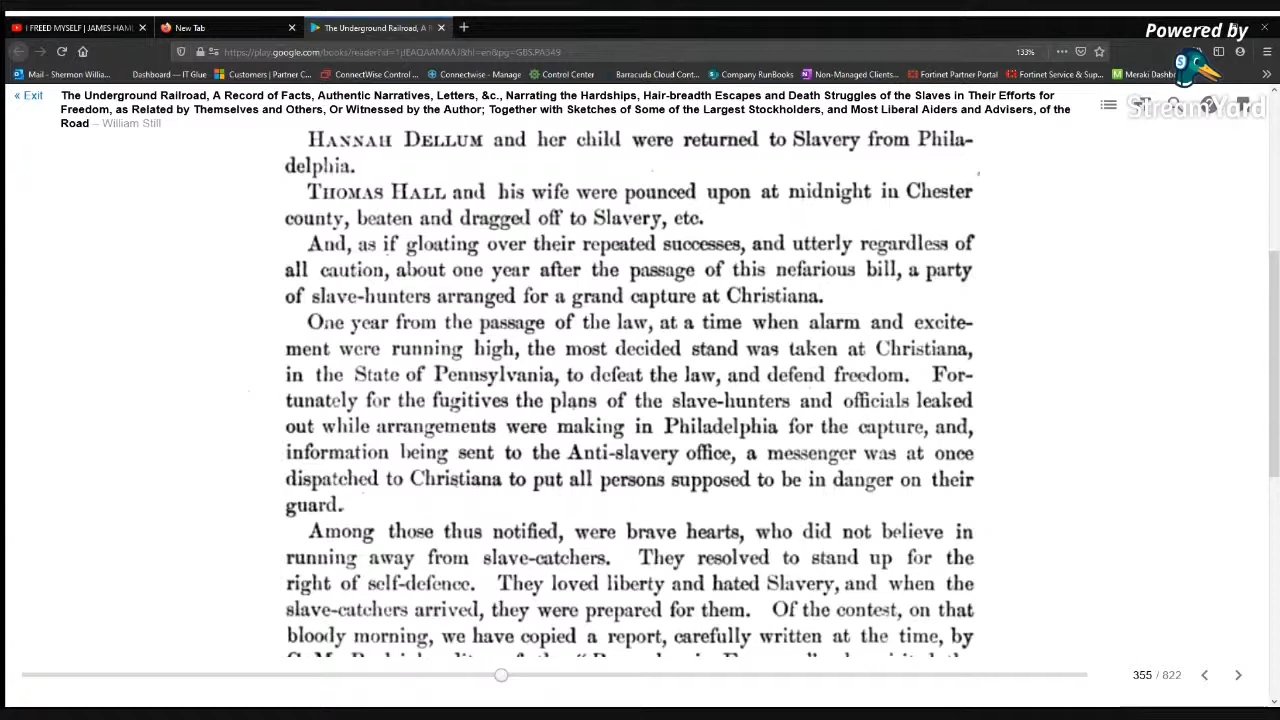 I FREED MYSELF | JAMES HAM
New Tab
The Underground Railroad, A R
Powered by
StreamYard
133%
Mail - Shermon Willia...
Dashboard — IT Glue
Customers | Partner C...
ConnectWise Control ...
Connectwise - Manage
Control Center
Barracuda Cloud Cont...
Company RunBooks
Non-Managed Clients...
Fortinet Partner Portal
Fortinet Service & Sup...
Meraki Dashb
« Exit
The Underground Railroad, A Record of Facts, Authentic Narratives, Letters, &c., Narrating the Hardships, Hair-breadth Escapes and Death Struggles of the Slaves in Their Efforts for
Freedom, as Related by Themselves and Others, Or Witnessed by the Author; Together with Sketches of Some of the Largest Stockholders, and Most Liberal Aiders and Advisers, of the
Road – William Still
HANNAH DELLUM and her child were returned to Slavery from Phila-
delphia.
THOMAS HALL and his wife were pounced upon at midnight in Chester
county, beaten and dragged off to Slavery, etc.
And, as if gloating over their repeated successes, and utterly regardless of
all caution, about one year after the passage of this nefarious bill, a party
of slave-hunters arranged for a grand capture at Christiana.
One year from the passage of the law, at a time when alarm and excite-
ment were running high, the most decided stand was taken at Christiana,
in the State of Pennsylvania, to defeat the law, and defend freedom. For-
tunately for the fugitives the plans of the slave-hunters and officials leaked
out while arrangements were making in Philadelphia for the capture, and,
information being sent to the Anti-slavery office, a messenger was at once
dispatched to Christiana to put all persons supposed to be in danger on their
guard.
Among those thus notified, were brave hearts, who did not believe in
running away from slave-catchers. They resolved to stand up for the
right of self-defence. They loved liberty and hated Slavery, and when the
slave-catchers arrived, they were prepared for them. Of the contest, on that
bloody morning, we have copied a report, carefully written at the time, by
355 / 822